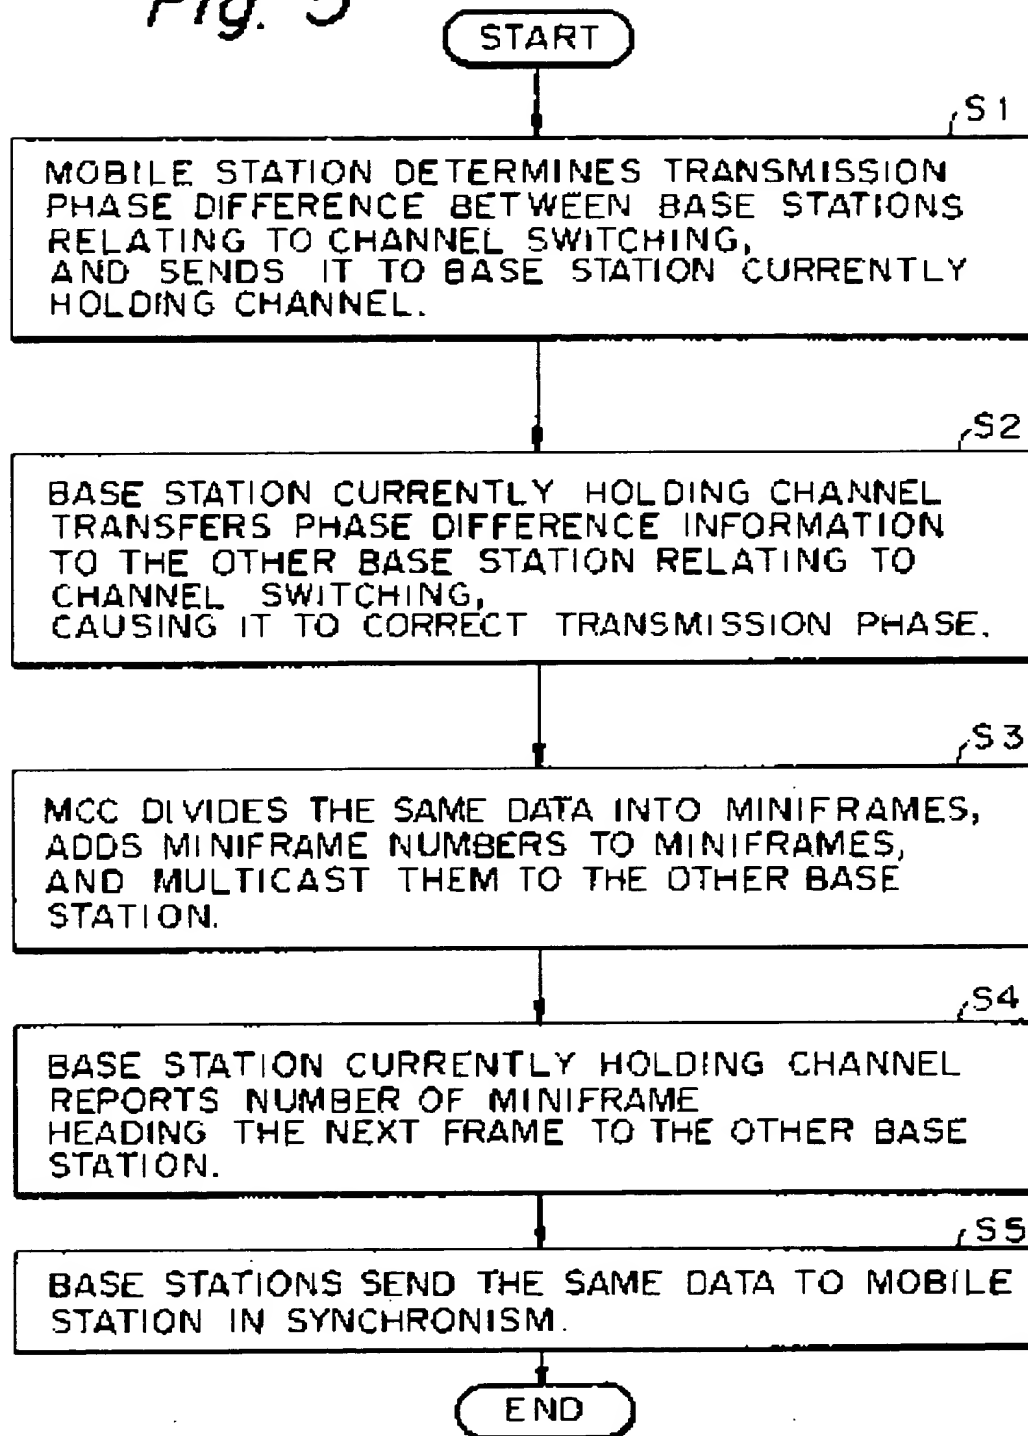 Fig. 5
START
S1
MOBILE STATION DETERMINES TRANSMISSION
PHASE DIFFERENCE BETWEEN BASE STATIONS
RELATING TO CHANNEL SWITCHING,
AND SENDS IT TO BASE STATION CURRENTLY
HOLDING CHANNEL.
S2
BASE STATION CURRENTLY HOLDING CHANNEL
TRANSFERS PHASE DIFFERENCE INFORMATION
TO THE OTHER BASE STATION RELATING TO
CHANNEL SWITCHING,
CAUSING IT TO CORRECT TRANSMISSION PHASE.
S3
MCC DIVIDES THE SAME DATA INTO MINIFRAMES,
ADDS MINIFRAME NUMBERS TO MINIFRAMES,
AND MULTICAST THEM TO THE OTHER BASE
STATION.
S4
BASE STATION CURRENTLY HOLDING CHANNEL
REPORTS NUMBER OF MINIFRAME
HEADING THE NEXT FRAME TO THE OTHER BASE
STATION.
S5
BASE STATIONS SEND THE SAME DATA TO MOBILE
STATION IN SYNCHRONISM.
END